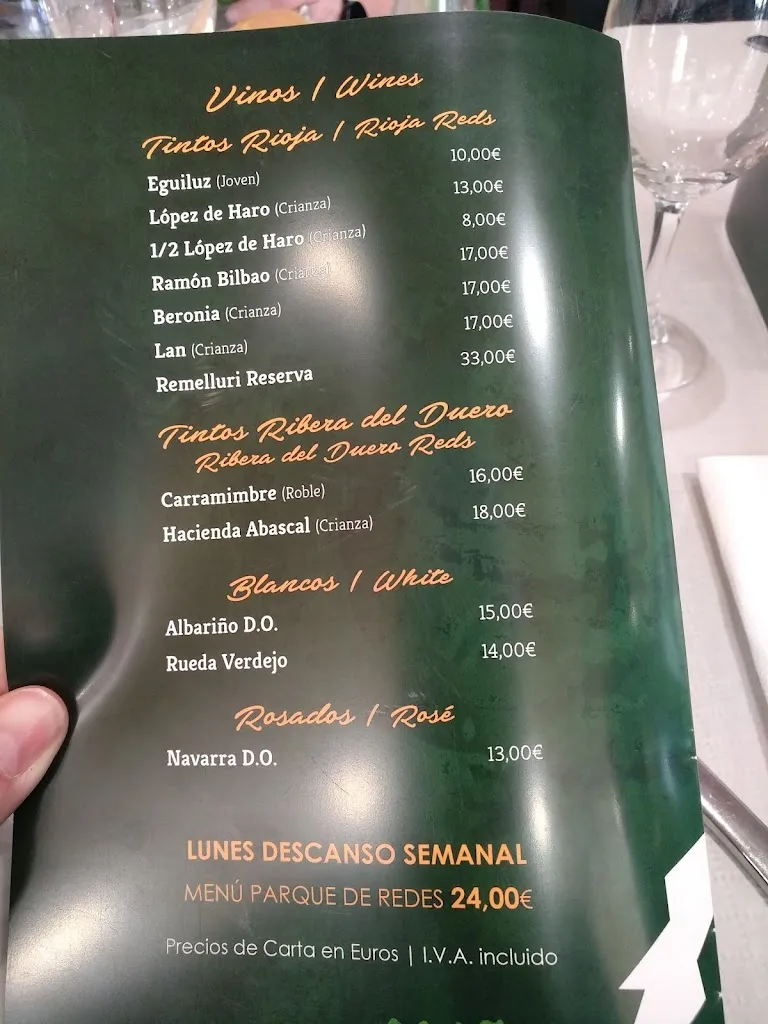 Vinos / Wines
Tintos Rioja / Rioja Reds
Eguiluz (Joven) 10,00€
López de Haro (Crianza) 13,00€
1/2 López de Haro (Crianza) 8,00€
Ramón Bilbao (Crianza) 17,00€
Beronia (Crianza) 17,00€
Lan (Crianza) 17,00€
Remelluri Reserva 33,00€
Tintos Ribera del Duero
Ribera del Duero Reds
Carramimbre (Roble) 16,00€
Hacienda Abascal (Crianza) 18,00€
Blancos / White
Albariño D.O. 15,00€
Rueda Verdejo 14,00€
Rosados / Rosé
Navarra D.O. 13,00€
LUNES DESCANSO SEMANAL
MENÚ PARQUE DE REDES 24,00€
Precios de Carta en Euros | I.V.A. incluido